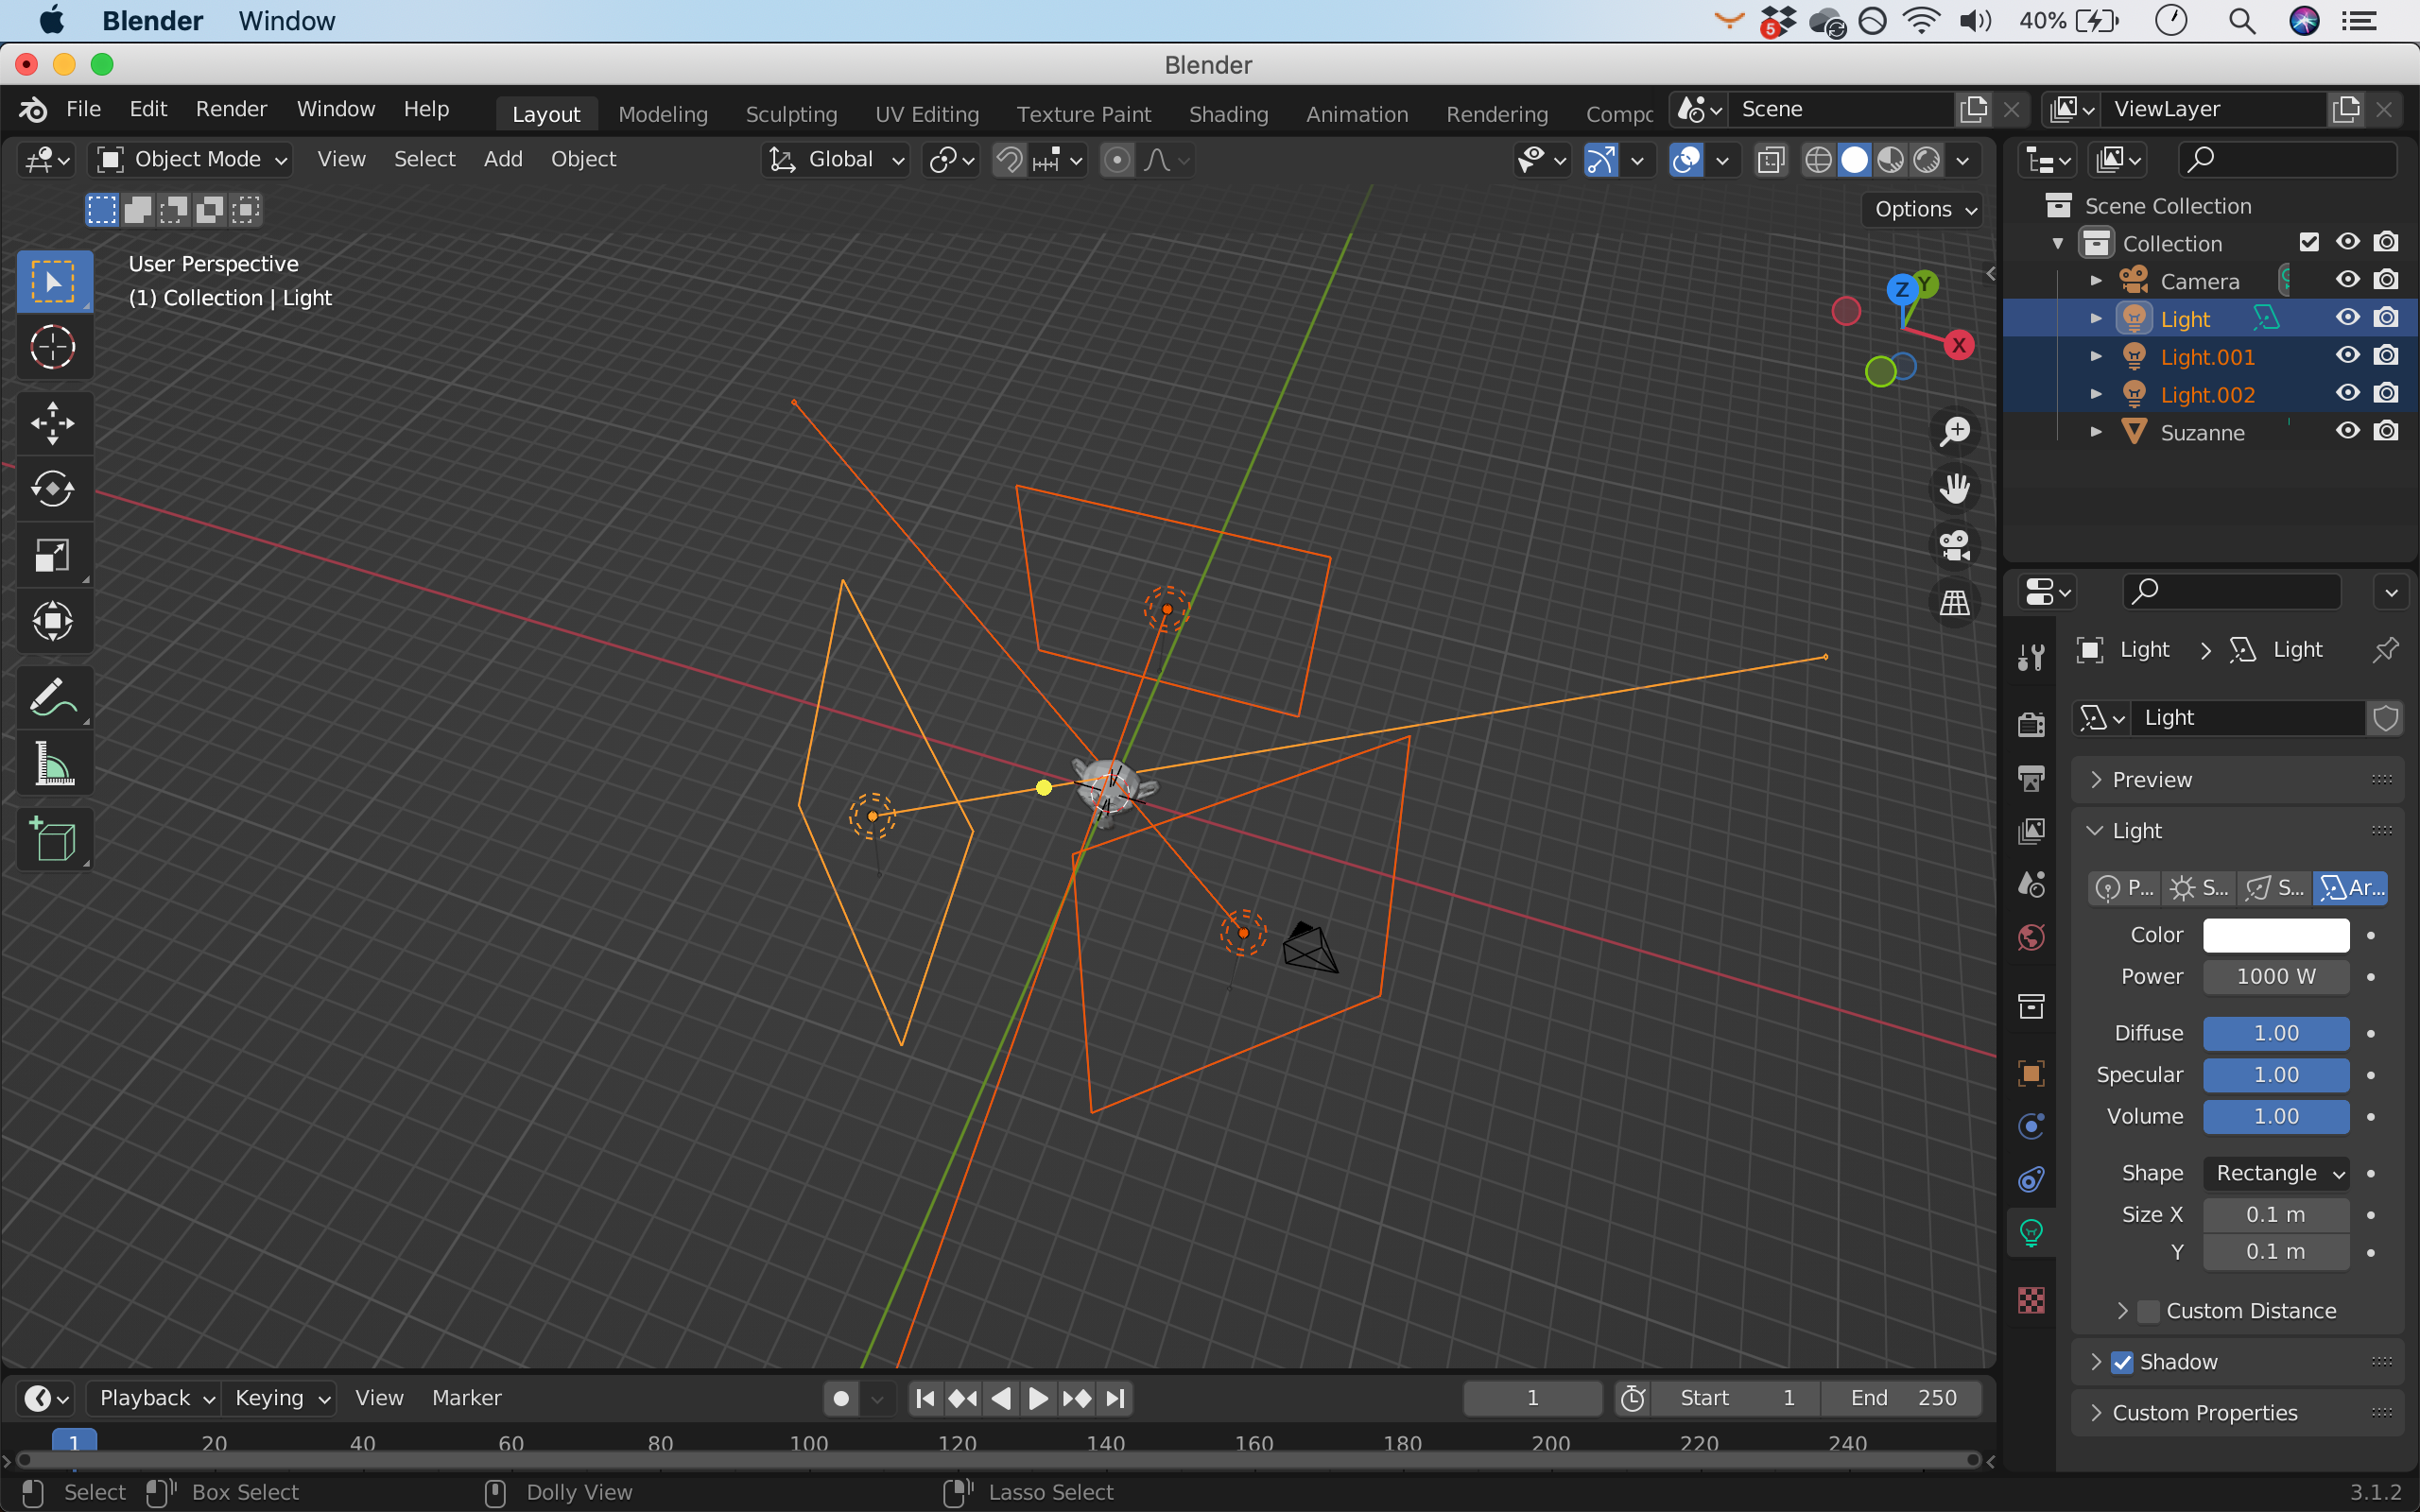 Blender Window 5 40%
Blender
File Edit Render Window Help Layout Modeling Sculpting UV Editing Texture Paint Shading Animation Rendering Compc Scene ViewLayer
Object Mode View Select Add Object Global
Options
User Perspective
(1) Collection | Light
Z Y X
Scene Collection
Collection
Camera
Light
Light.001
Light.002
Suzanne
Light Light
Light
Preview
Light
P... S... S... Ar...
Color
Power 1000 W
Diffuse 1.00
Specular 1.00
Volume 1.00
Shape Rectangle
Size X 0.1 m
Y 0.1 m
Custom Distance
Shadow
Custom Properties
Playback Keying View Marker 1 Start 1 End 250
1 20 40 60 80 100 120 140 160 180 200 220 240
Select Box Select Dolly View Lasso Select 3.1.2